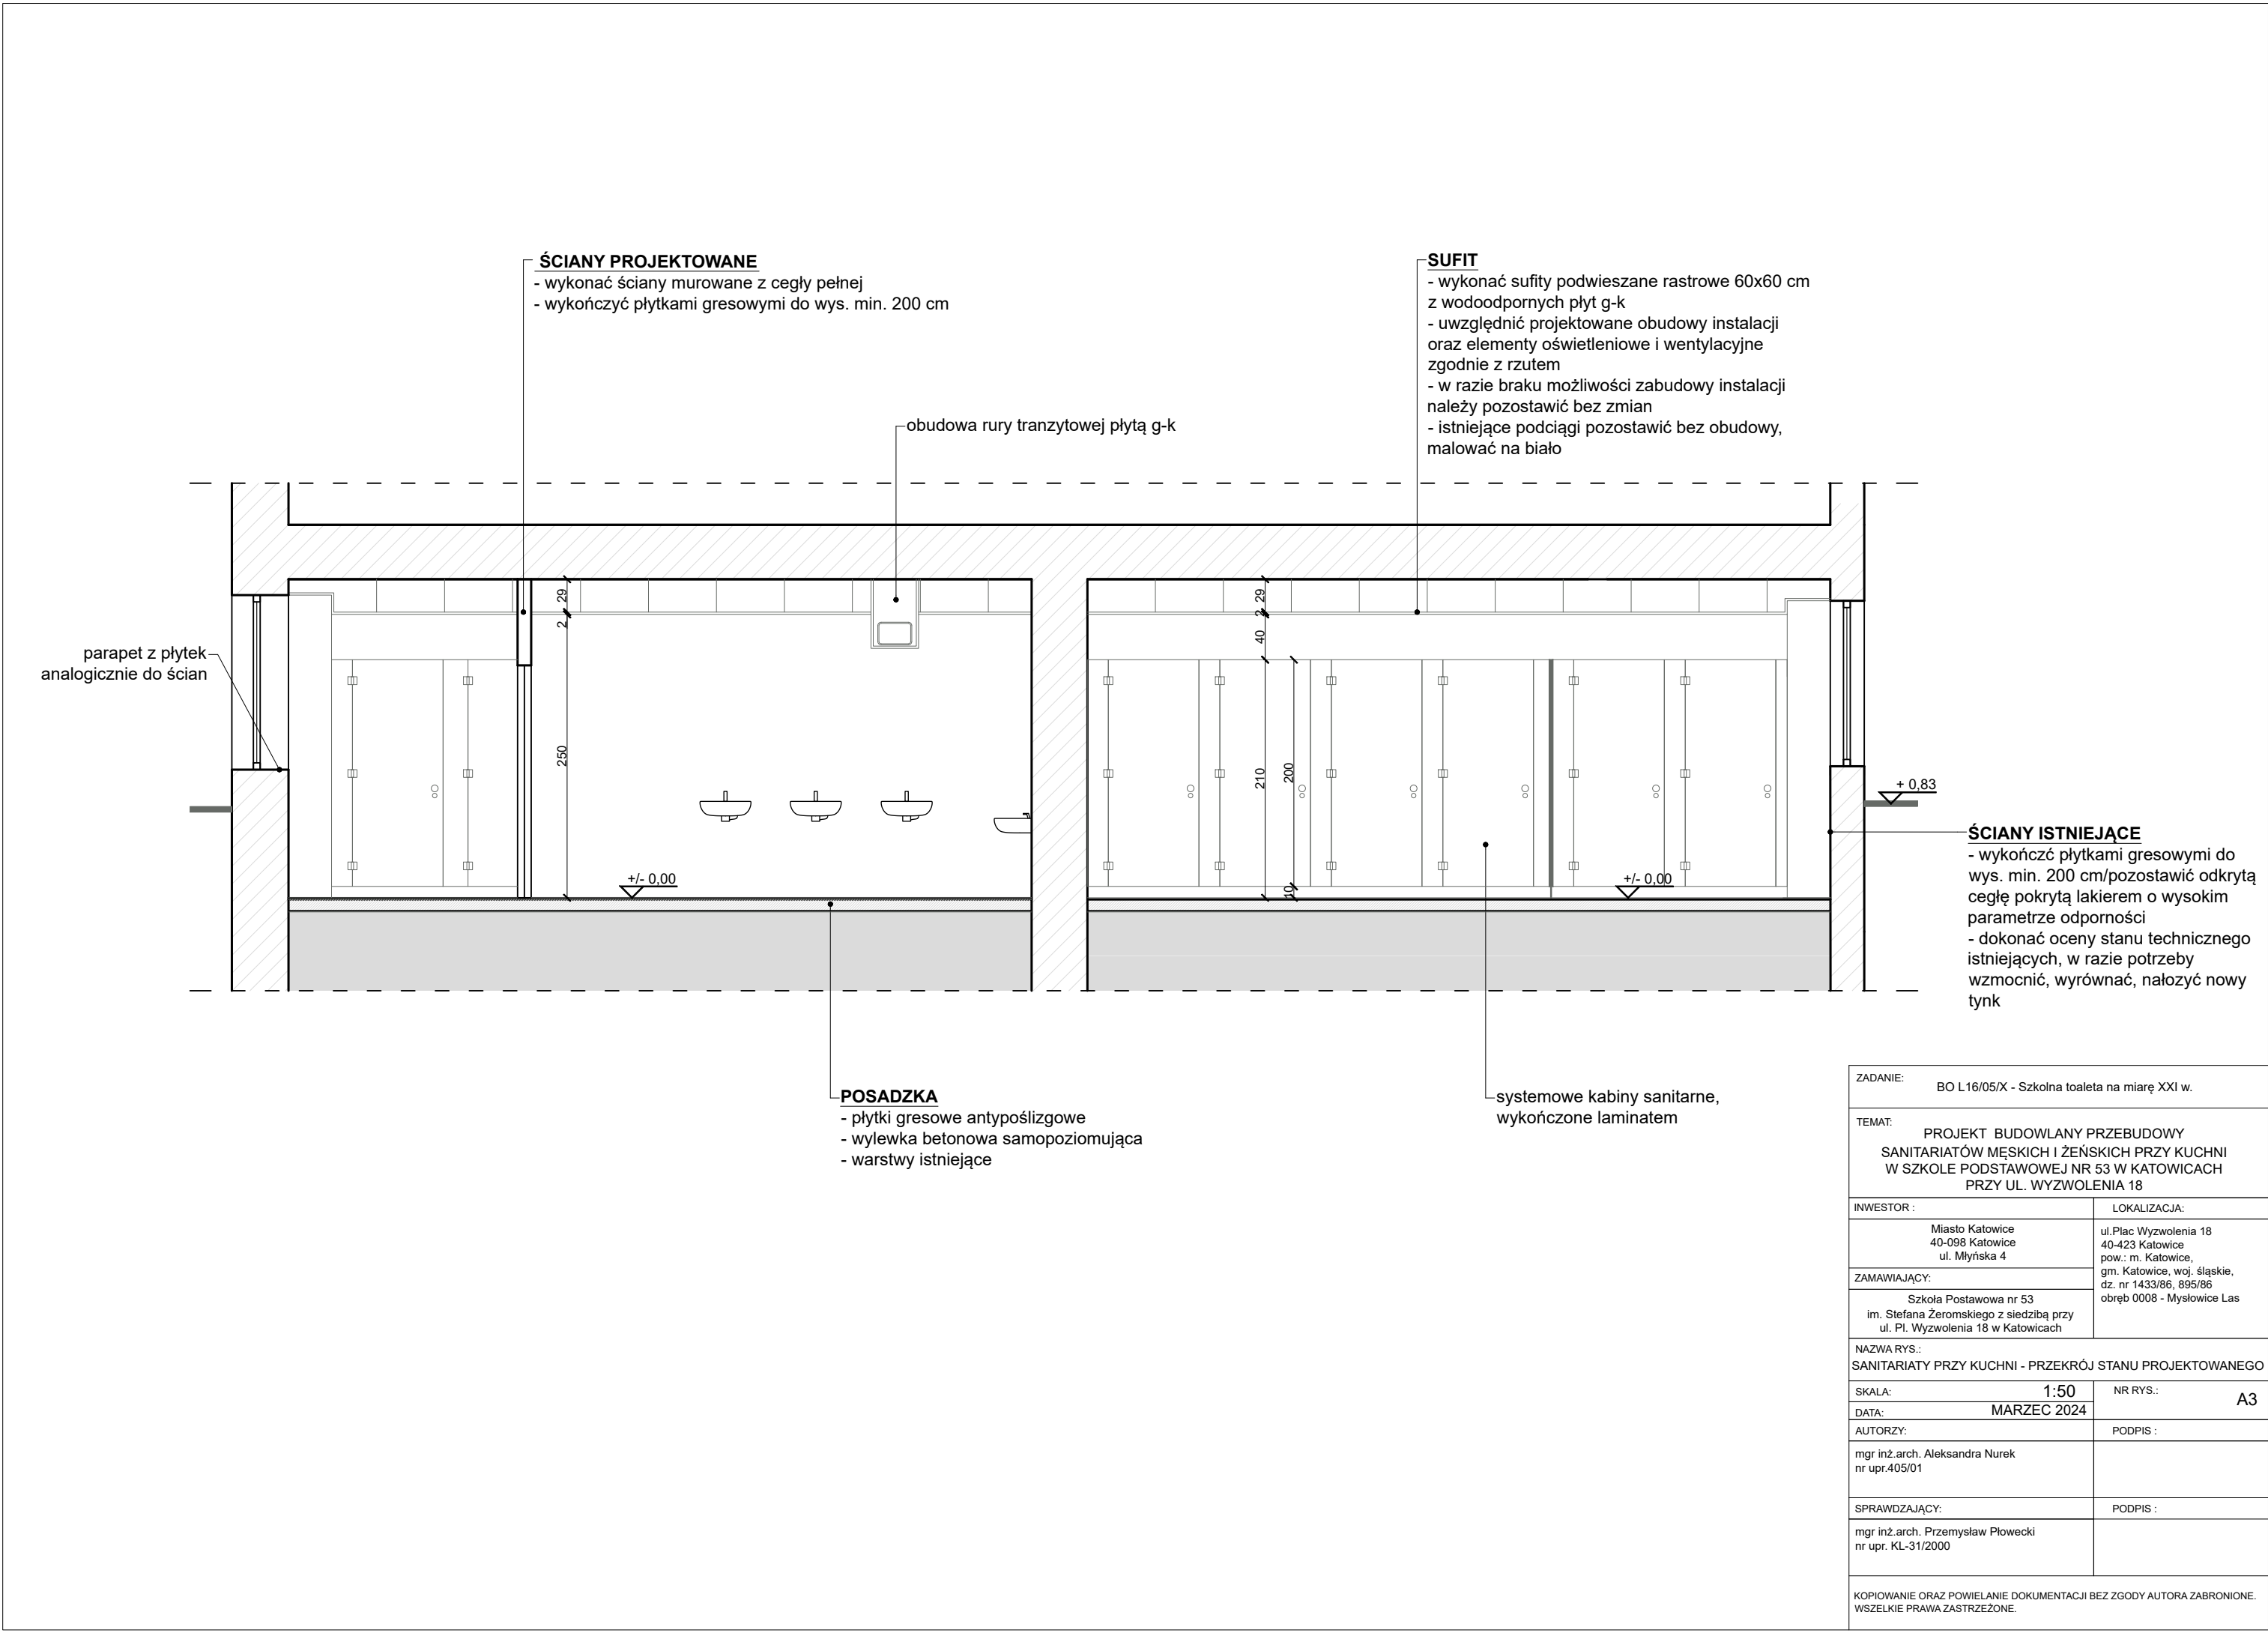 ŚCIANY PROJEKTOWANE
- wykonać ściany murowane z cegły pełnej
- wykończyć płytkami gresowymi do wys. min. 200 cm
SUFIT
- wykonać sufity podwieszane rastrowe 60x60 cm
z wodoodpornych płyt g-k
- uwzględnić projektowane obudowy instalacji
oraz elementy oświetleniowe i wentylacyjne
zgodnie z rzutem
- w razie braku możliwości zabudowy instalacji
należy pozostawić bez zmian
- istniejące podciągi pozostawić bez obudowy,
malować na biało
obudowa rury tranzytowej płytą g-k
parapet z płytek
analogicznie do ścian
29
2
250
29
2
40
210
200
10
+/- 0,00
+/- 0,00
+ 0,83
ŚCIANY ISTNIEJĄCE
- wykończć płytkami gresowymi do
wys. min. 200 cm/pozostawić odkrytą
cegłę pokrytą lakierem o wysokim
parametrze odporności
- dokonać oceny stanu technicznego
istniejących, w razie potrzeby
wzmocnić, wyrównać, nałozyć nowy
tynk
POSADZKA
- płytki gresowe antypoślizgowe
- wylewka betonowa samopoziomująca
- warstwy istniejące
systemowe kabiny sanitarne,
wykończone laminatem
ZADANIE:
BO L16/05/X - Szkolna toaleta na miarę XXI w.
TEMAT:
PROJEKT BUDOWLANY PRZEBUDOWY
SANITARIATÓW MĘSKICH I ŻEŃSKICH PRZY KUCHNI
W SZKOLE PODSTAWOWEJ NR 53 W KATOWICACH
PRZY UL. WYZWOLENIA 18
INWESTOR :
Miasto Katowice
40-098 Katowice
ul. Młyńska 4
LOKALIZACJA:
ul.Plac Wyzwolenia 18
40-423 Katowice
pow.: m. Katowice,
gm. Katowice, woj. śląskie,
dz. nr 1433/86, 895/86
obręb 0008 - Mysłowice Las
ZAMAWIAJĄCY:
Szkoła Postawowa nr 53
im. Stefana Żeromskiego z siedzibą przy
ul. Pl. Wyzwolenia 18 w Katowicach
NAZWA RYS.:
SANITARIATY PRZY KUCHNI - PRZEKRÓJ STANU PROJEKTOWANEGO
SKALA: 1:50
NR RYS.: A3
DATA: MARZEC 2024
AUTORZY:
PODPIS :
mgr inż.arch. Aleksandra Nurek
nr upr.405/01
SPRAWDZAJĄCY:
PODPIS :
mgr inż.arch. Przemysław Płowecki
nr upr. KL-31/2000
KOPIOWANIE ORAZ POWIELANIE DOKUMENTACJI BEZ ZGODY AUTORA ZABRONIONE.
WSZELKIE PRAWA ZASTRZEŻONE.